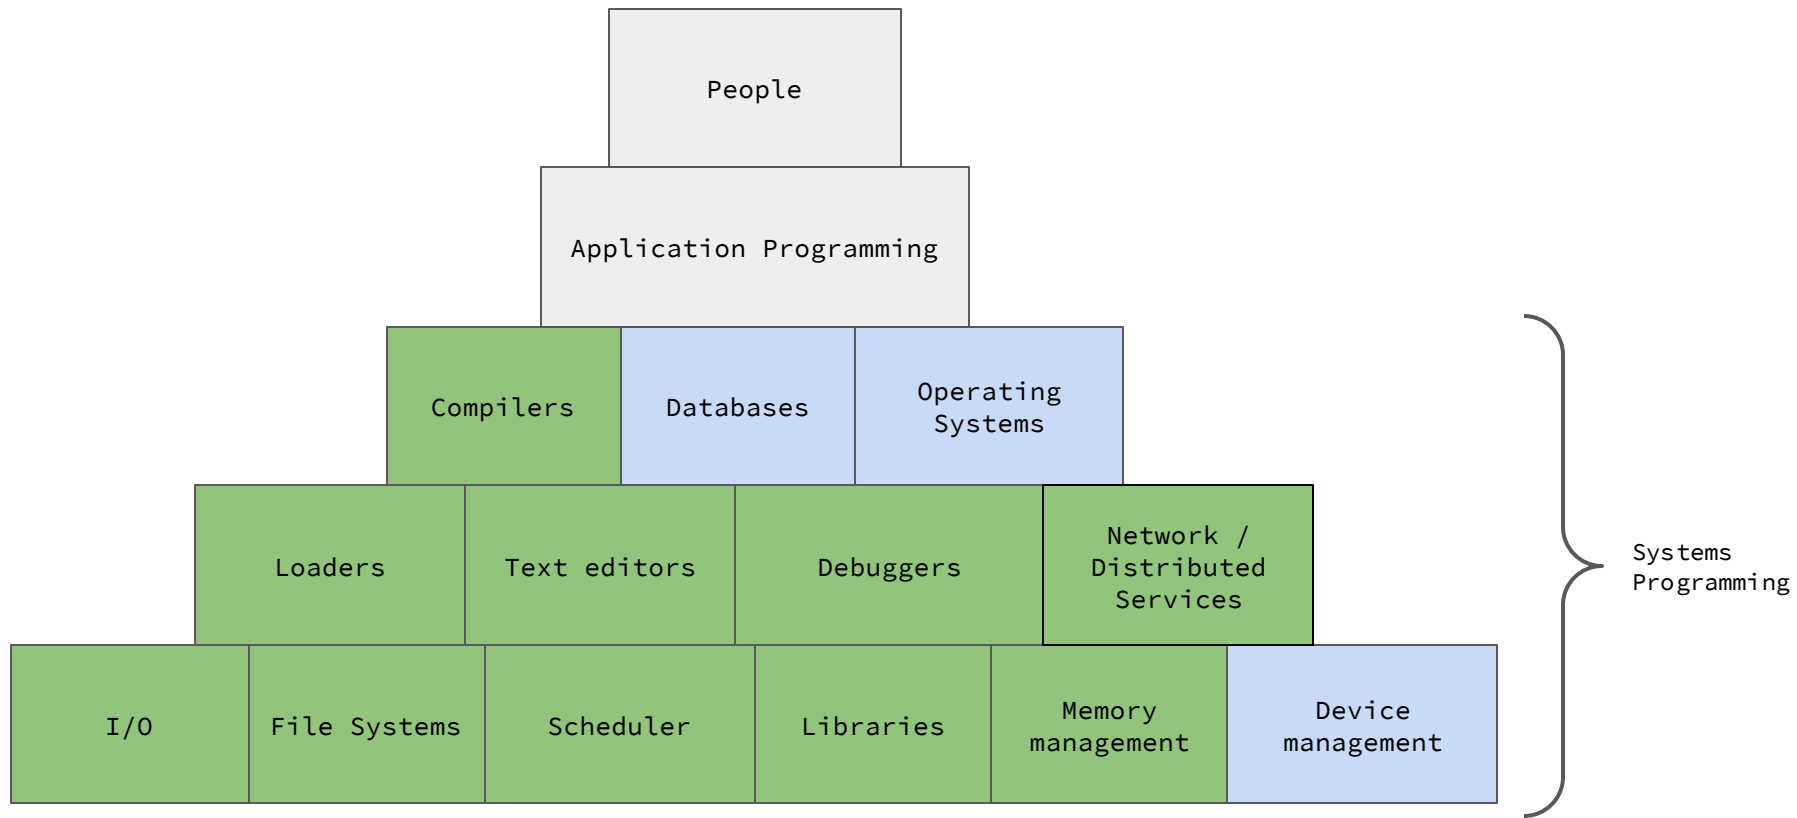 People
Application Programming
Compilers
Databases
Operating
Systems
Loaders
Text editors
Debuggers
Network /
Distributed
Services
Systems
Programming
I/O
File Systems
Scheduler
Libraries
Memory
management
Device
management